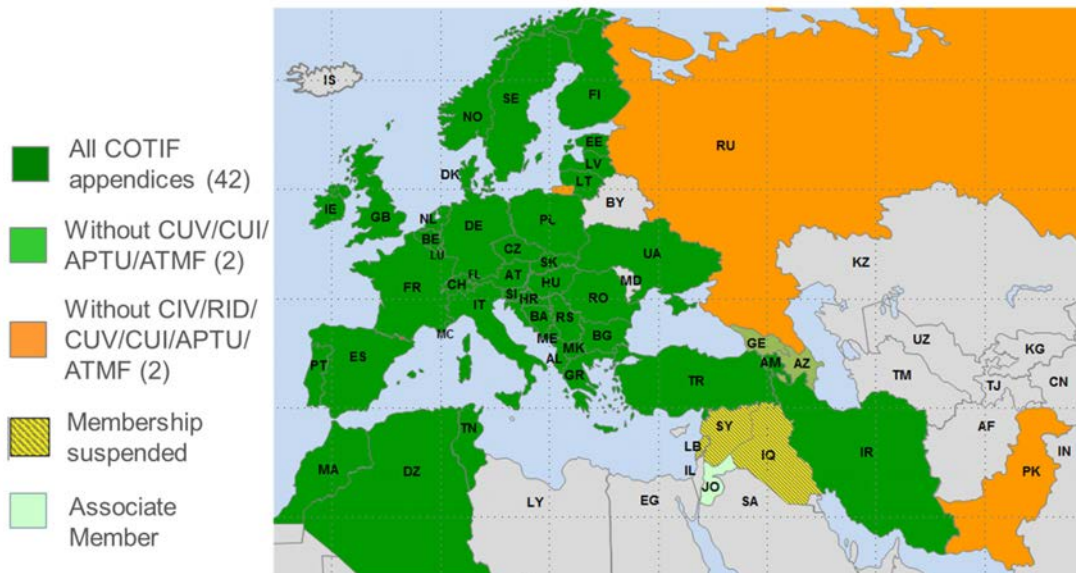 All COTIF
appendices (42)
Without CUV/CUI/
APTU/ATMF (2)
Without CIV/RID/
CUV/CUI/APTU/
ATMF (2)
Membership
suspended
Associate
Member
IS
NO
SE
FI
RU
EE
LV
LT
DK
IE
GB
NL
BE
LU
DE
PL
BY
CZ
SK
UA
KZ
FR
CH
FL
AT
HU
MD
RO
SI
HR
IT
BA
RS
BG
MC
ME
MK
AL
GR
PT
ES
TR
GE
AM
AZ
UZ
KG
TM
TJ
CN
AF
IN
PK
SY
LB
IQ
IR
IL
JO
SA
MA
DZ
TN
LY
EG